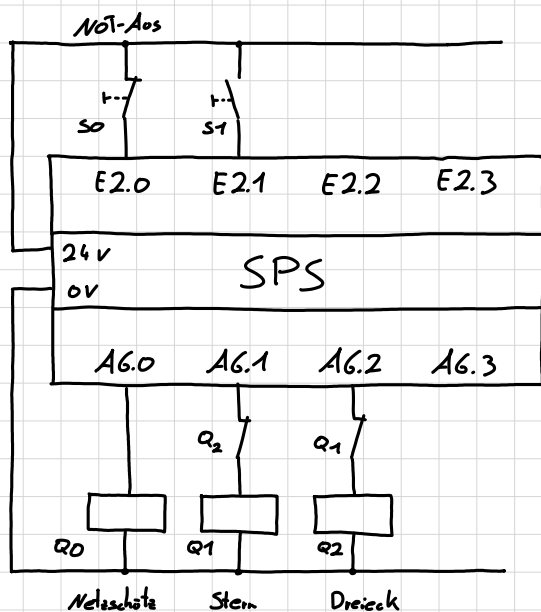 NOT-Aus
S0 S1
E2.0 E2.1 E2.2 E2.3
24V
SPS
0V
A6.0 A6.1 A6.2 A6.3
Q2 Q1
Q0 Q1 Q2
Netzschütz Stern Dreieck